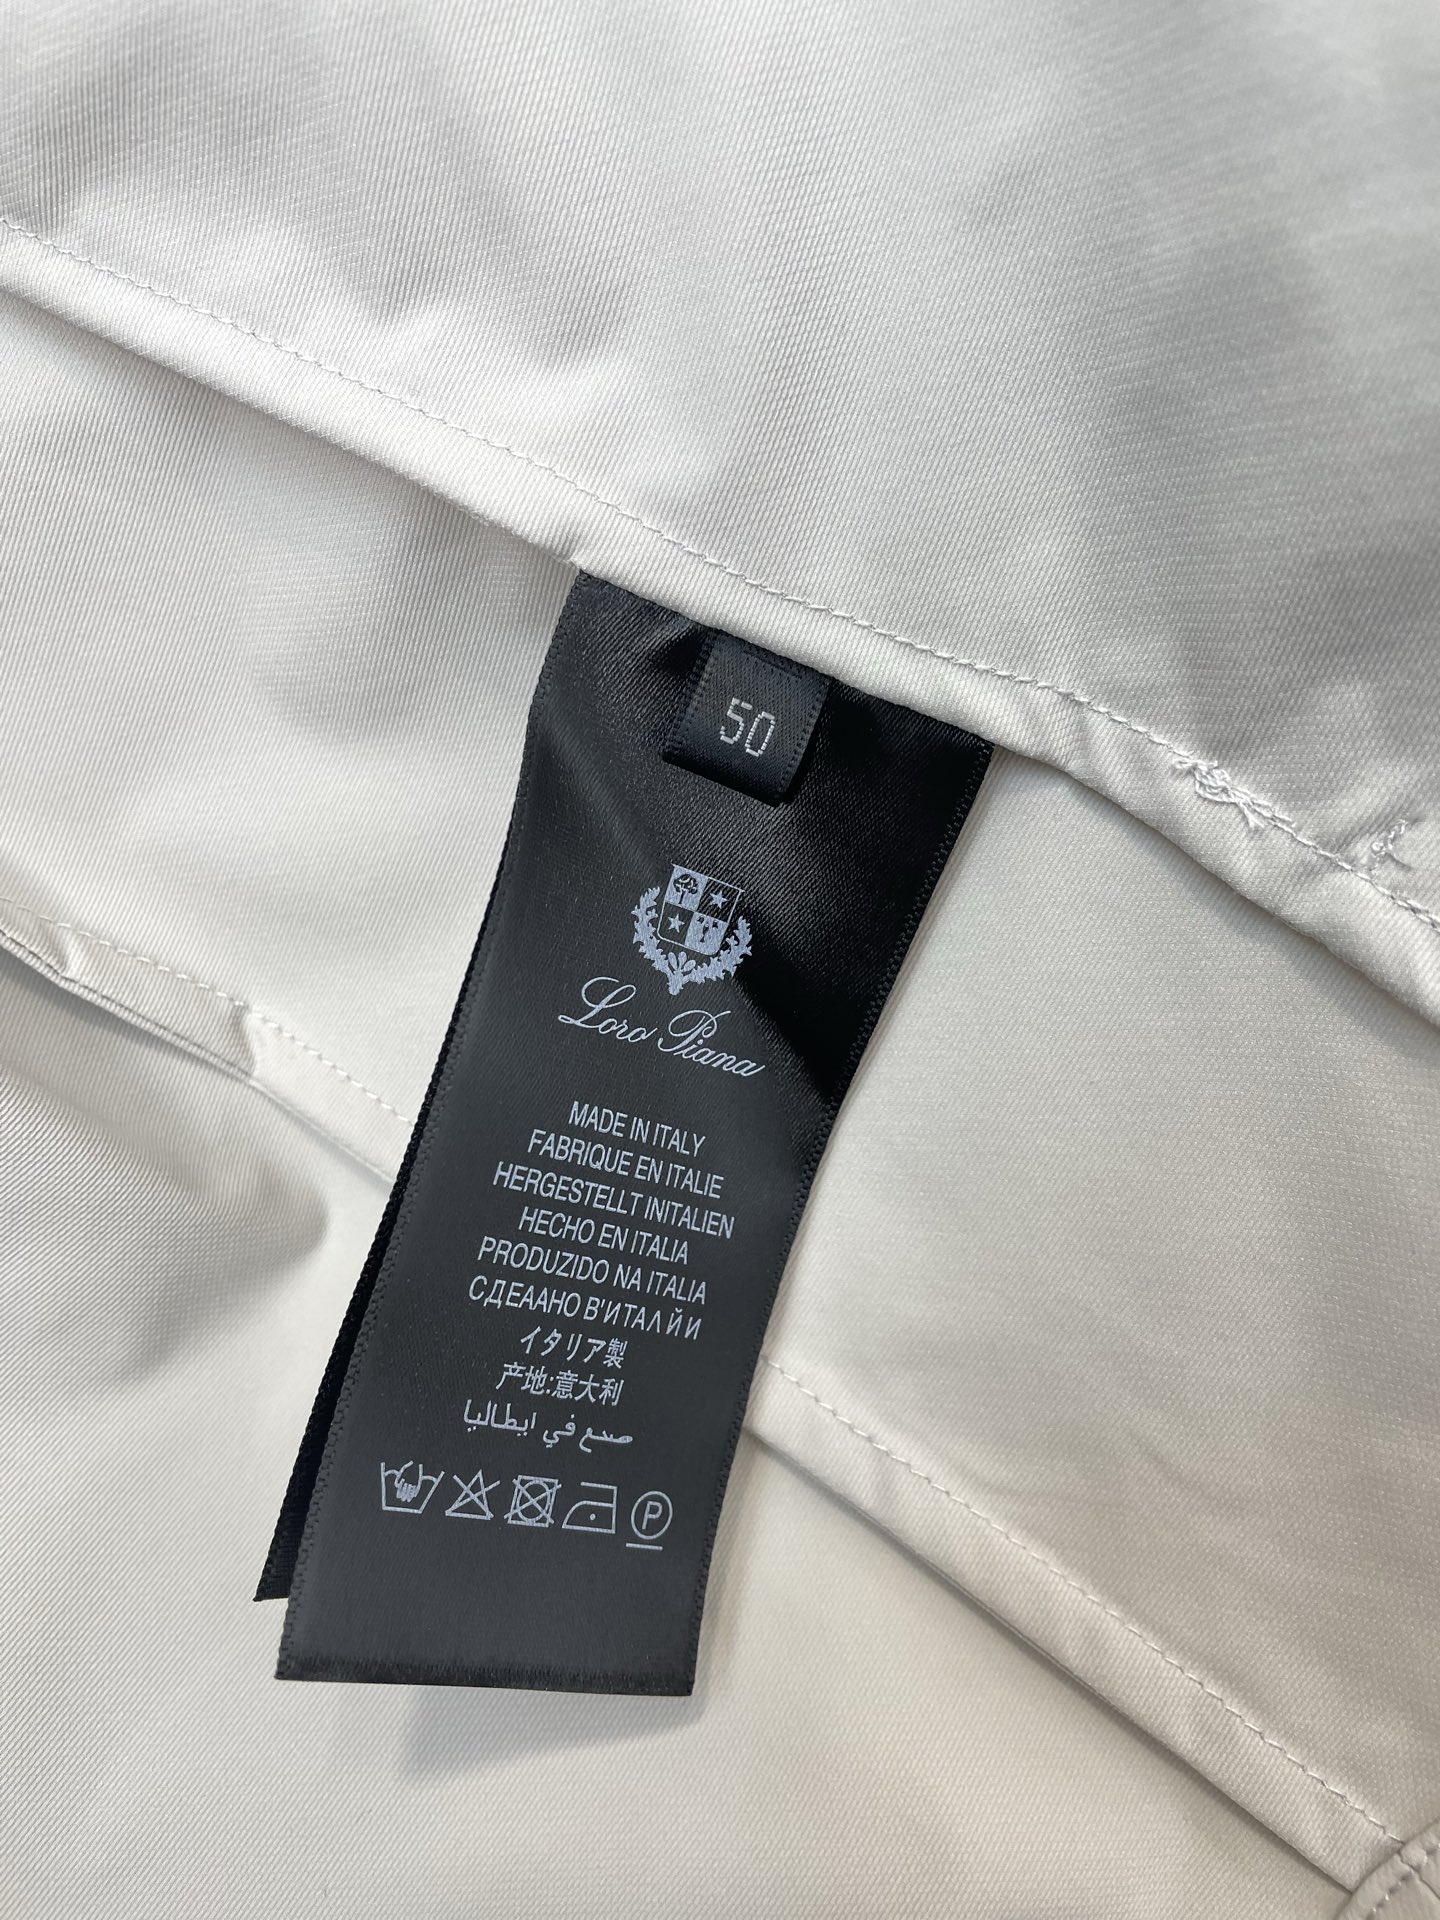 50
Loro Piana
MADE IN ITALY
FABRIQUE EN ITALIE
HERGESTELLT INITALIEN
HECHO EN ITALIA
PRODUZIDO NA ITALIA
СДЕААНО В'ИТАЛЙИ
イタリア製
产地:意大利
صنع في ايطاليا
P